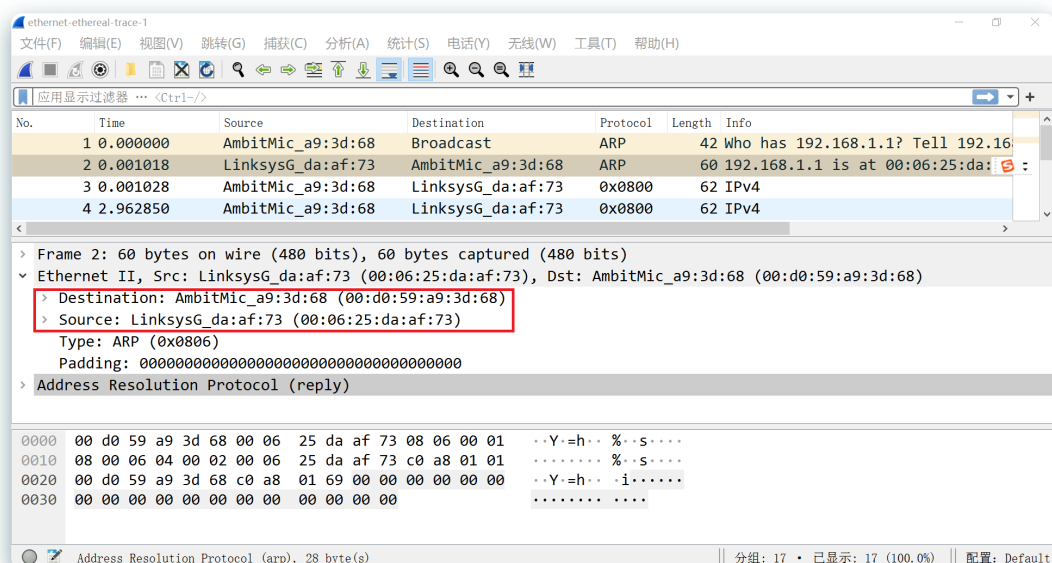 ethernet-ethereal-trace-1
文件(F) 编辑(E) 视图(V) 跳转(G) 捕获(C) 分析(A) 统计(S) 电话(Y) 无线(W) 工具(T) 帮助(H)
应用显示过滤器 … <Ctrl-/>
No. Time Source Destination Protocol Length Info
1 0.000000 AmbitMic_a9:3d:68 Broadcast ARP 42 Who has 192.168.1.1? Tell 192.16
2 0.001018 LinksysG_da:af:73 AmbitMic_a9:3d:68 ARP 60 192.168.1.1 is at 00:06:25:da:
3 0.001028 AmbitMic_a9:3d:68 LinksysG_da:af:73 0x0800 62 IPv4
4 2.962850 AmbitMic_a9:3d:68 LinksysG_da:af:73 0x0800 62 IPv4
Frame 2: 60 bytes on wire (480 bits), 60 bytes captured (480 bits)
Ethernet II, Src: LinksysG_da:af:73 (00:06:25:da:af:73), Dst: AmbitMic_a9:3d:68 (00:d0:59:a9:3d:68)
Destination: AmbitMic_a9:3d:68 (00:d0:59:a9:3d:68)
Source: LinksysG_da:af:73 (00:06:25:da:af:73)
Type: ARP (0x0806)
Padding: 000000000000000000000000000000000000
Address Resolution Protocol (reply)
0000 00 d0 59 a9 3d 68 00 06 25 da af 73 08 06 00 01 ··Y·=h·· %··s····
0010 08 00 06 04 00 02 00 06 25 da af 73 c0 a8 01 01 ········ %··s····
0020 00 d0 59 a9 3d 68 c0 a8 01 69 00 00 00 00 00 00 ··Y·=h·· ·i······
0030 00 00 00 00 00 00 00 00 00 00 00 00 ········ ····
Address Resolution Protocol (arp), 28 byte(s) 分组: 17 · 已显示: 17 (100.0%) 配置: Default